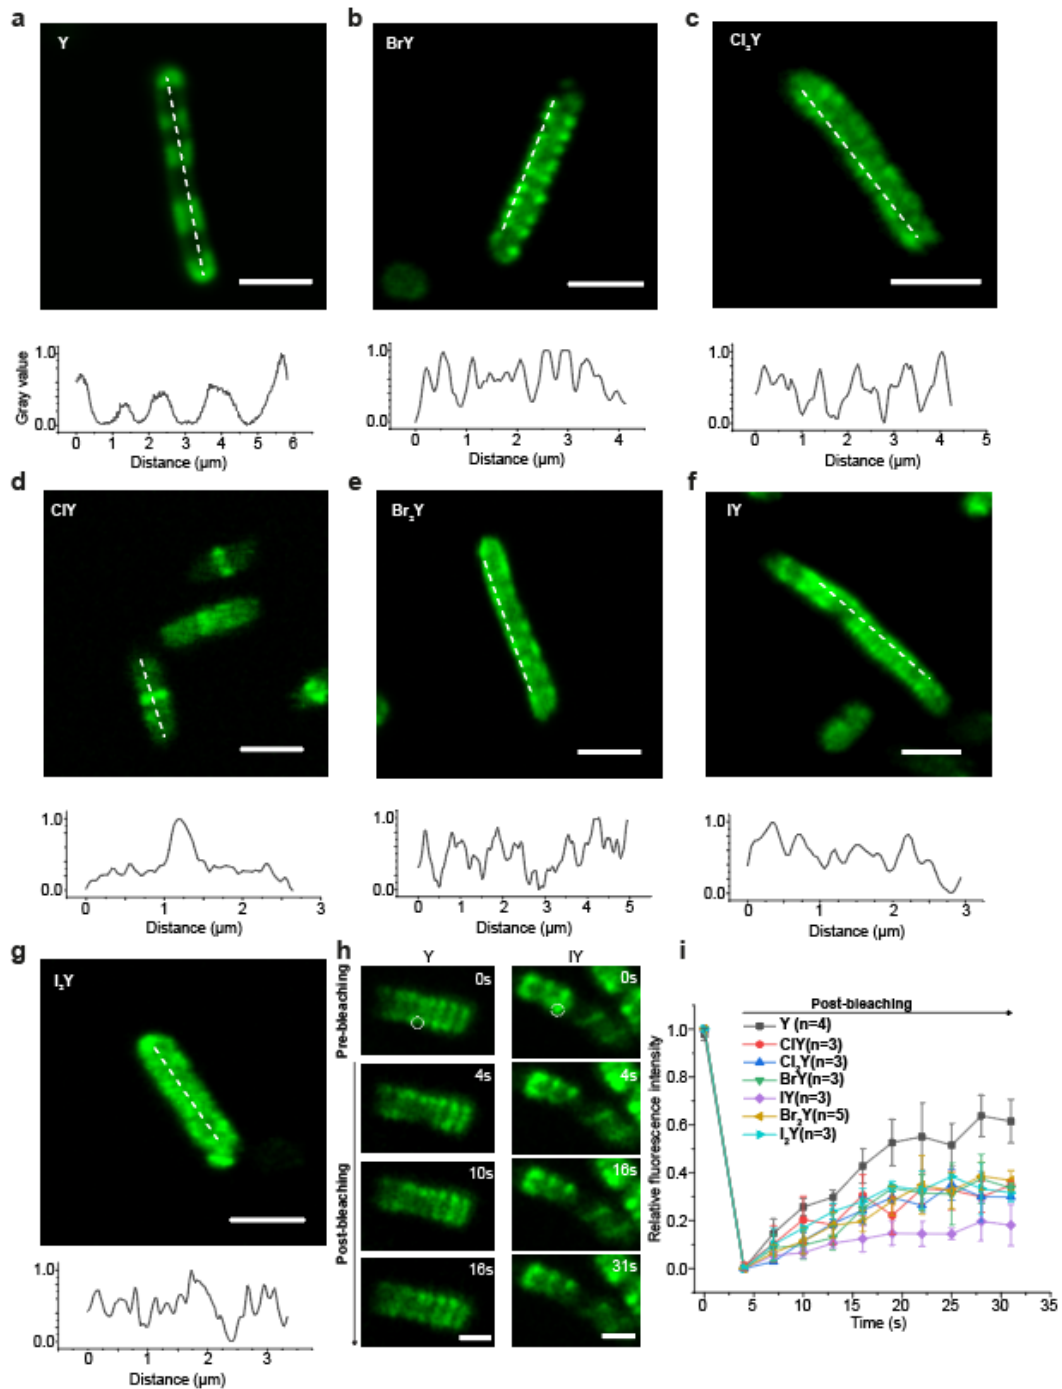 a
Y
b
BrY
c
Cl₂Y
Gray value
1.0
0.0
0 1 2 3 4 5 6
Distance (µm)
1.0
0.0
0 1 2 3 4
Distance (µm)
1.0
0.0
0 1 2 3 4 5
Distance (µm)
d
ClY
e
Br₂Y
f
IY
1.0
0.0
0 1 2 3
Distance (µm)
1.0
0.0
0 1 2 3 4 5
Distance (µm)
1.0
0.0
0 1 2 3
Distance (µm)
g
I₂Y
1.0
0.0
0 1 2 3
Distance (µm)
h
Y
IY
Pre-bleaching
0s
0s
Post-bleaching
4s
4s
10s
16s
16s
31s
i
Post-bleaching
Y (n=4)
ClY(n=3)
Cl₂Y(n=3)
BrY(n=3)
IY(n=3)
Br₂Y(n=5)
I₂Y(n=3)
Relative fluorescence intensity
1.0
0.8
0.6
0.4
0.2
0.0
0 5 10 15 20 25 30 35
Time (s)